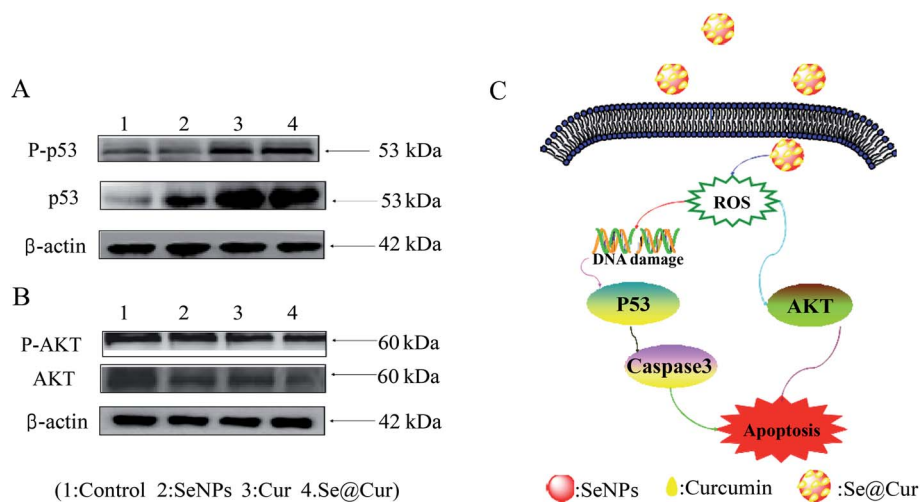 A
1 2 3 4
P-p53 53 kDa
p53 53 kDa
β-actin 42 kDa
B
1 2 3 4
P-AKT 60 kDa
AKT 60 kDa
β-actin 42 kDa
(1:Control 2:SeNPs 3:Cur 4.Se@Cur)
C
ROS
DNA damage
P53
AKT
Caspase3
Apoptosis
:SeNPs :Curcumin :Se@Cur